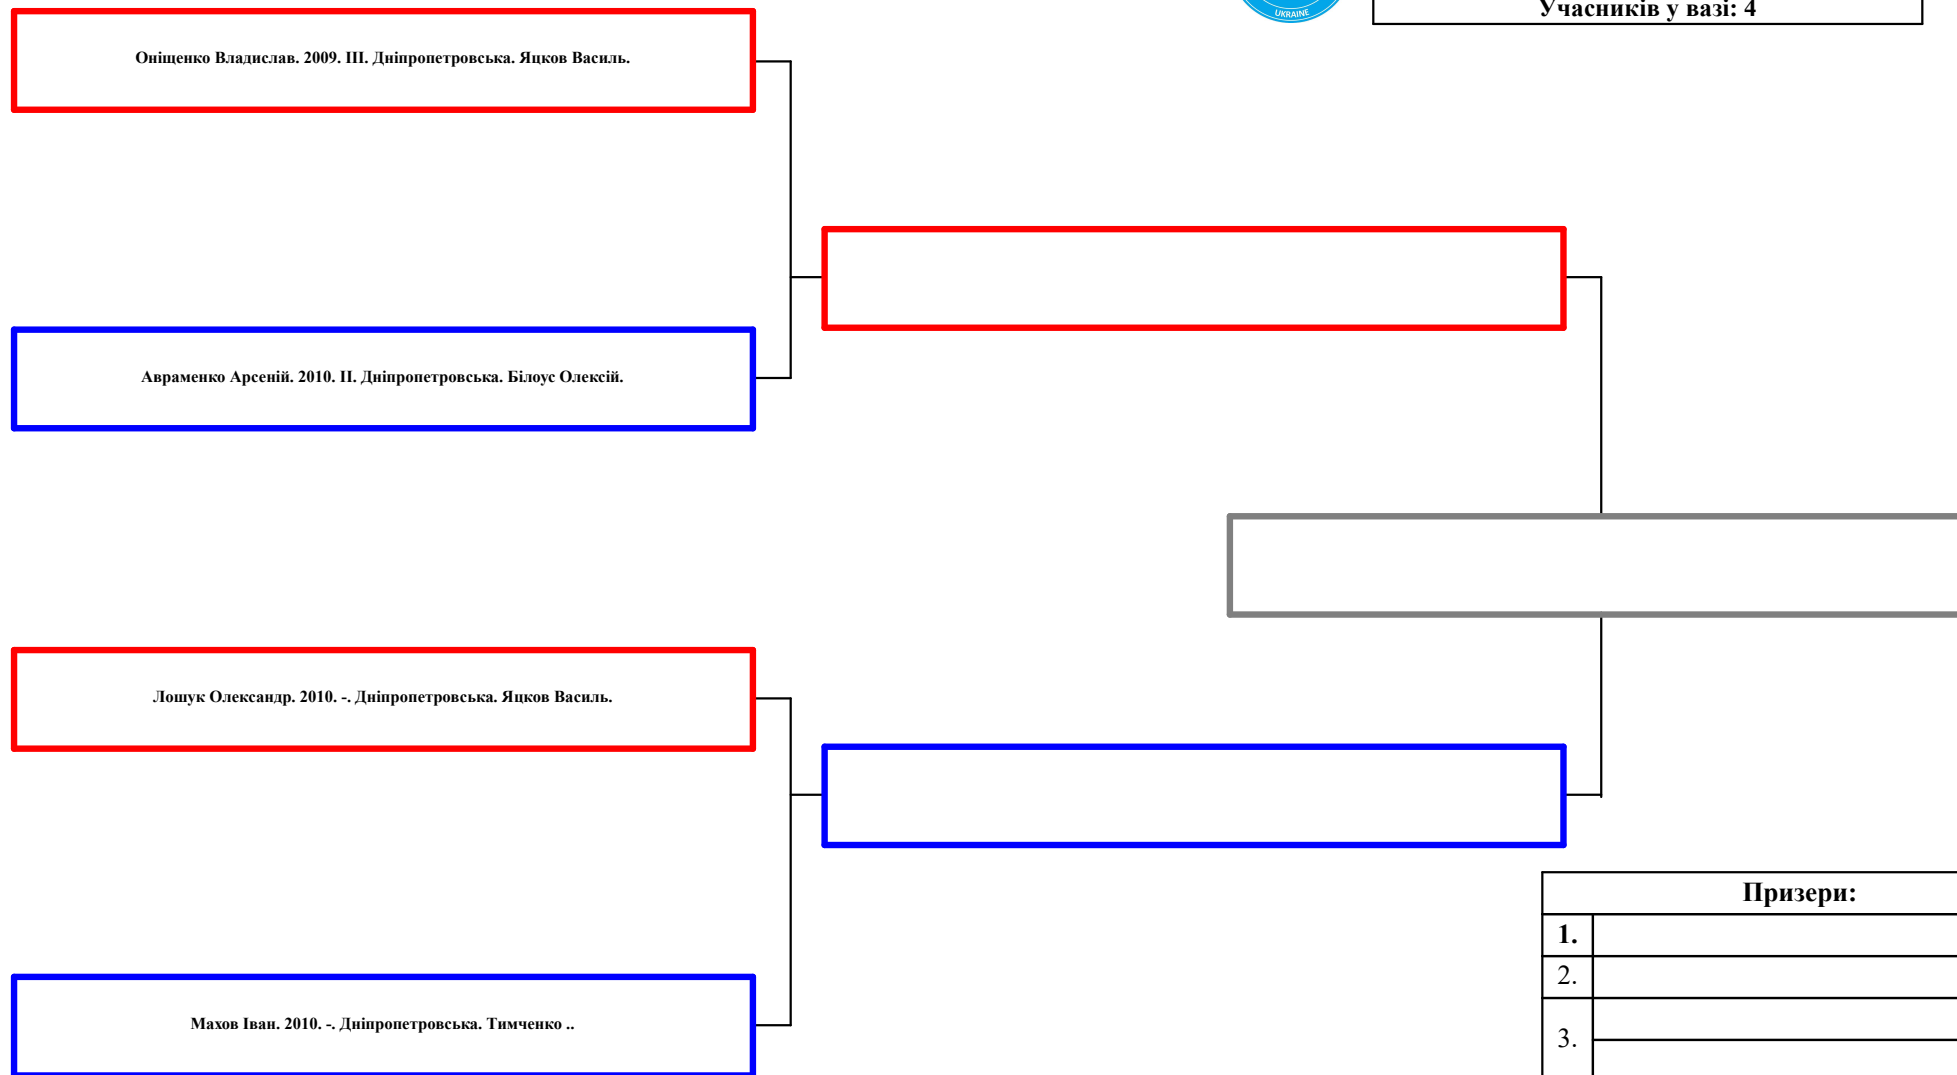 UKRAINE
Учасників у вазі: 4
Оніщенко Владислав. 2009. III. Дніпропетровська. Яцков Василь.
Авраменко Арсеній. 2010. II. Дніпропетровська. Білоус Олексій.
Лошук Олександр. 2010. -. Дніпропетровська. Яцков Василь.
Махов Іван. 2010. -. Дніпропетровська. Тимченко ..
Призери:
1.
2.
3.